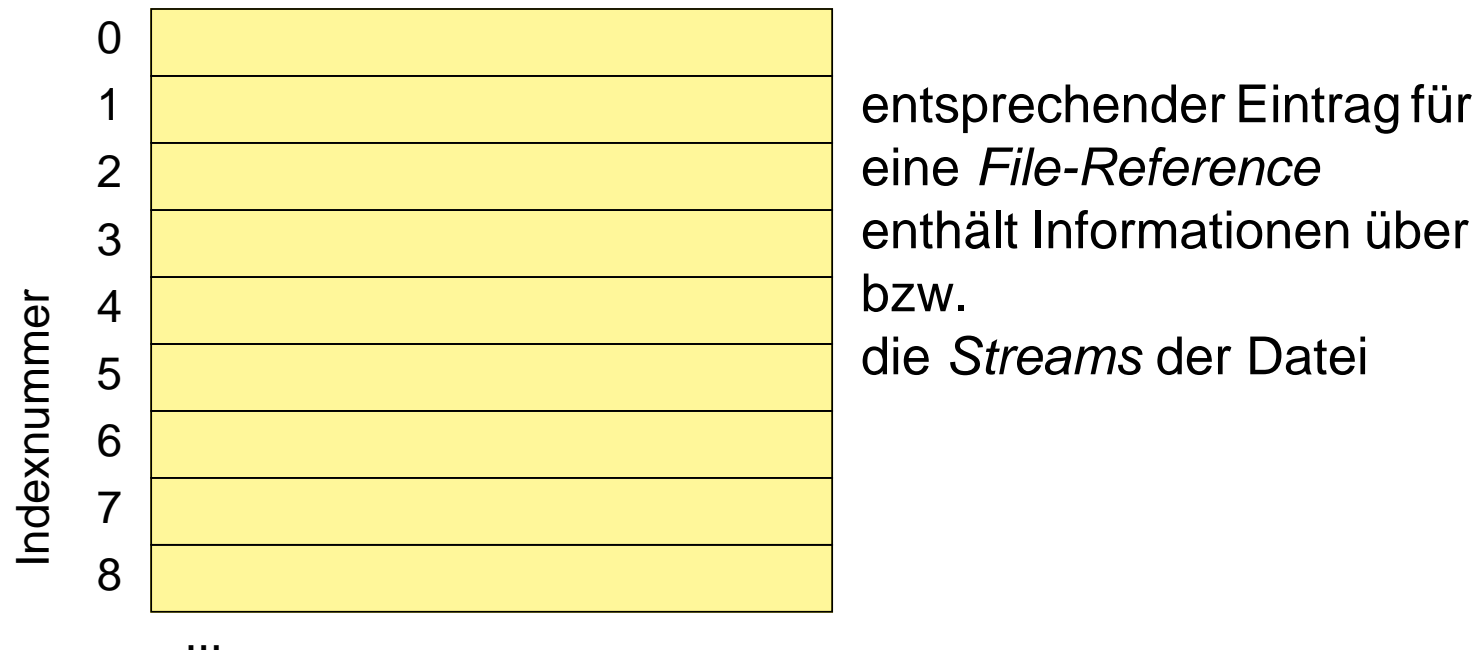 0
1
2
3
4
5
6
7
8
...
Indexnummer
entsprechender Eintrag für
eine File-Reference
enthält Informationen über
bzw.
die Streams der Datei